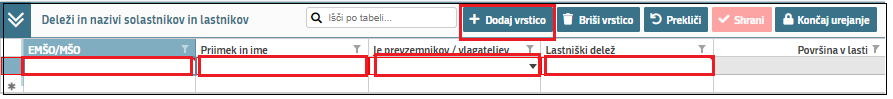 Deleži in nazivi solastnikov in lastnikov
Išči po tabeli...
Dodaj vrstico
Briši vrstico
Prekliči
Shrani
Končaj urejanje
EMŠO/MŠO
Priimek in ime
Je prevzemnikov / vlagateljev
Lastniški delež
Površina v lasti